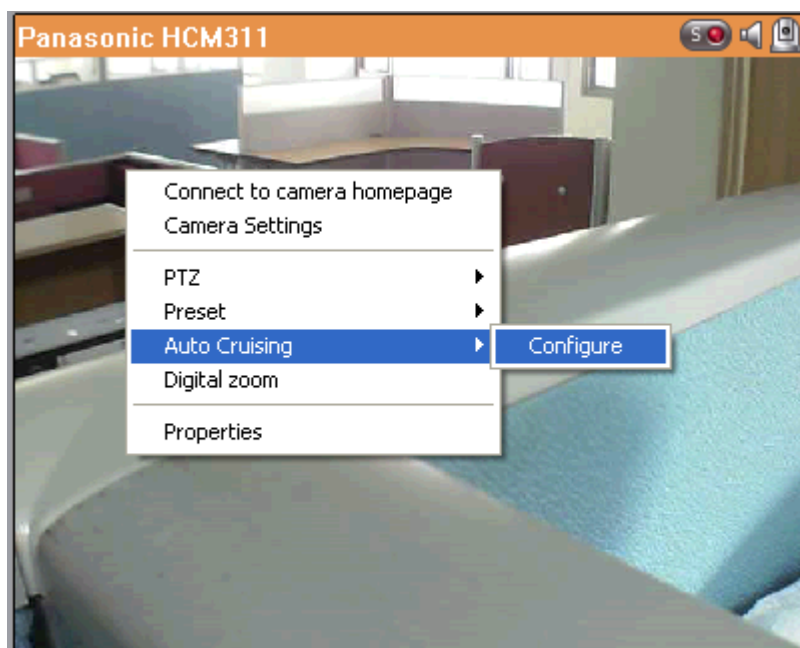 Panasonic HCM311
S
Connect to camera homepage
Camera Settings
PTZ
Preset
Auto Cruising
Configure
Digital zoom
Properties